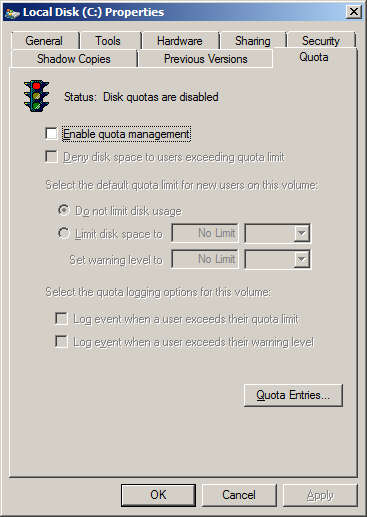 Local Disk (C:) Properties
General Tools Hardware Sharing Security
Shadow Copies Previous Versions Quota
Status: Disk quotas are disabled
Enable quota management
Deny disk space to users exceeding quota limit
Select the default quota limit for new users on this volume:
Do not limit disk usage
Limit disk space to No Limit
Set warning level to No Limit
Select the quota logging options for this volume:
Log event when a user exceeds their quota limit
Log event when a user exceeds their warning level
Quota Entries...
OK Cancel Apply